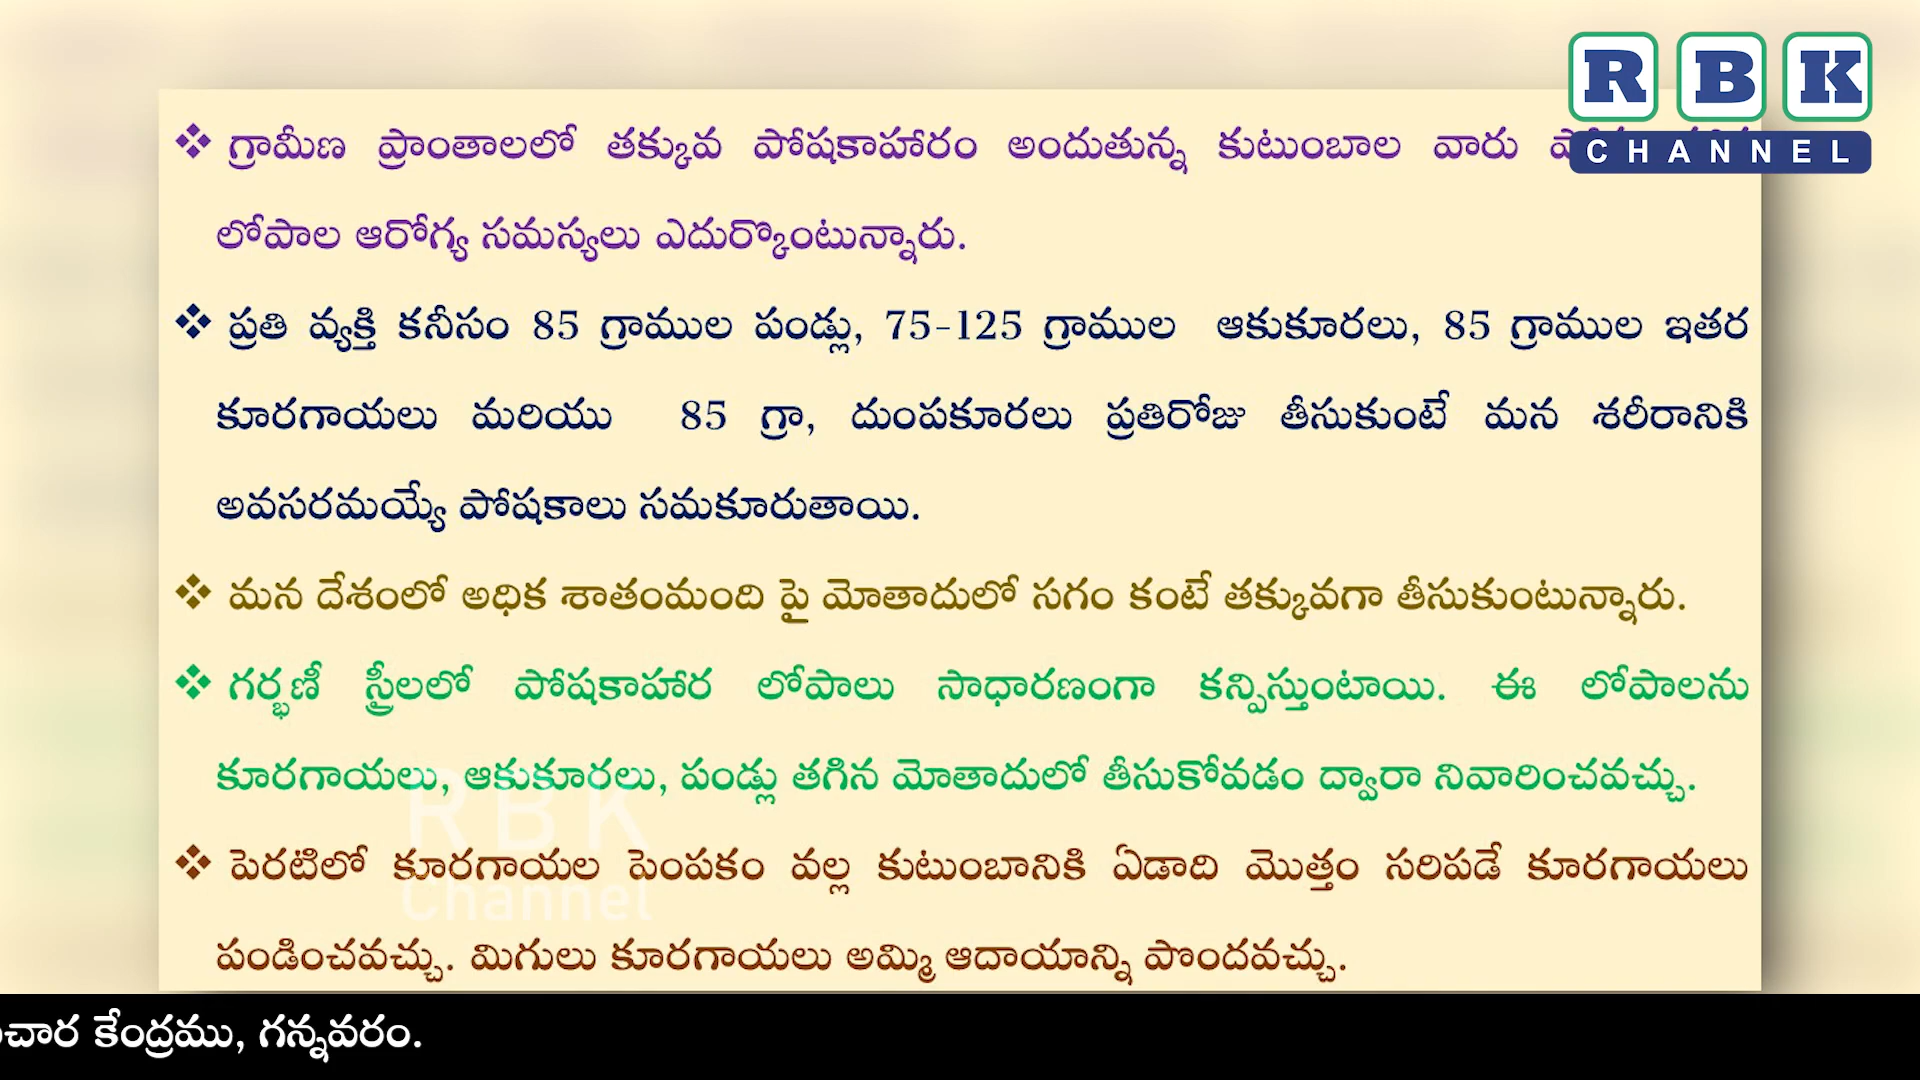 RBK
CHANNEL
❖ గ్రామీణ ప్రాంతాలలో తక్కువ పోషకాహారం అందుతున్న కుటుంబాల వారు
లోపాల ఆరోగ్య సమస్యలు ఎదుర్కొంటున్నారు.
❖ ప్రతి వ్యక్తి కనీసం 85 గ్రాముల పండ్లు, 75-125 గ్రాముల ఆకుకూరలు, 85 గ్రాముల ఇతర
కూరగాయలు మరియు 85 గ్రా, దుంపకూరలు ప్రతిరోజు తీసుకుంటే మన శరీరానికి
అవసరమయ్యే పోషకాలు సమకూరుతాయి.
❖ మన దేశంలో అధిక శాతంమంది పై మోతాదులో సగం కంటే తక్కువగా తీసుకుంటున్నారు.
❖ గర్భణీ స్త్రీలలో పోషకాహార లోపాలు సాధారణంగా కన్పిస్తుంటాయి. ఈ లోపాలను
కూరగాయలు, ఆకుకూరలు, పండ్లు తగిన మోతాదులో తీసుకోవడం ద్వారా నివారించవచ్చు.
❖ పెరటిలో కూరగాయల పెంపకం వల్ల కుటుంబానికి ఏడాది మొత్తం సరిపడే కూరగాయలు
పండించవచ్చు. మిగులు కూరగాయలు అమ్మి ఆదాయాన్ని పొందవచ్చు.
RBK
Channel
చార కేంద్రము, గన్నవరం.